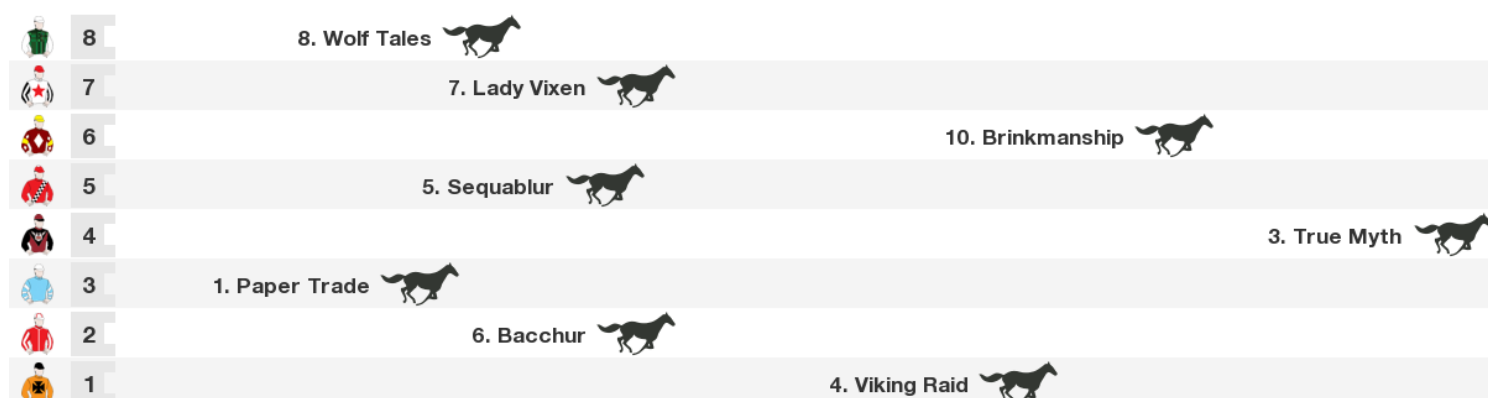 8 8. Wolf Tales
7 7. Lady Vixen
6 10. Brinkmanship
5 5. Sequablur
4 3. True Myth
3 1. Paper Trade
2 6. Bacchur
1 4. Viking Raid